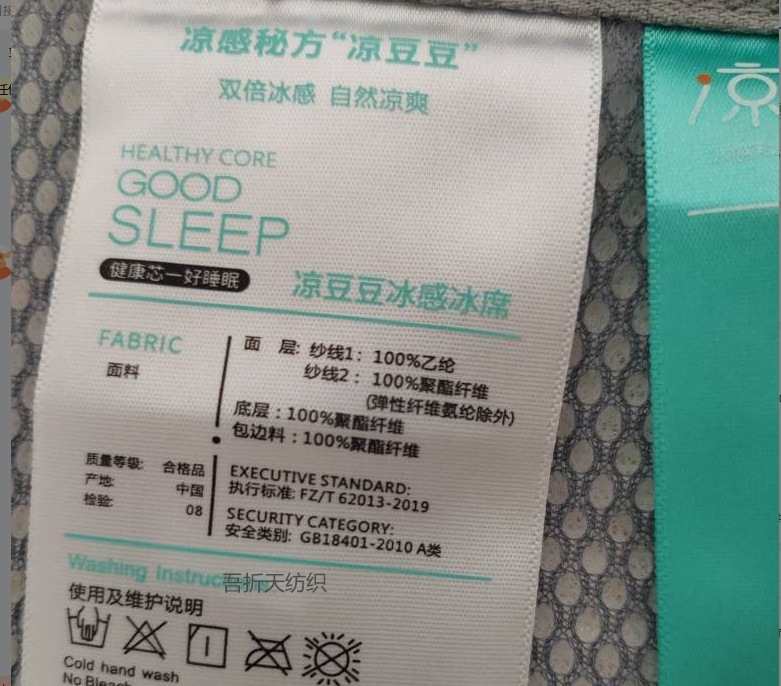 凉感秘方“凉豆豆”
双倍冰感 自然凉爽
HEALTHY CORE
GOOD
SLEEP
健康芯一好睡眠
凉豆豆冰感冰席
FABRIC
面料
面 层: 纱线1: 100%乙纶
纱线2: 100%聚酯纤维
(弹性纤维氨纶除外)
底层:100%聚酯纤维
包边料:100%聚酯纤维
质量等级: 合格品
产地: 中国
检验: 08
EXECUTIVE STANDARD:
执行标准: FZ/T 62013-2019
SECURITY CATEGORY:
安全类别: GB18401-2010 A类
Washing Instruc
吾折天纺织
使用及维护说明
Cold hand wash
No Bleach
凉